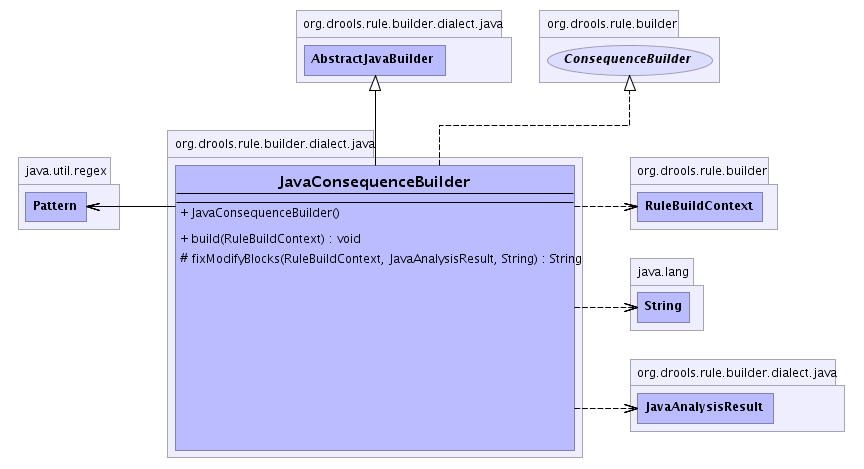 org.drools.rule.builder.dialect.java
AbstractJavaBuilder
org.drools.rule.builder
ConsequenceBuilder
org.drools.rule.builder.dialect.java
JavaConsequenceBuilder
+ JavaConsequenceBuilder()
+ build(RuleBuildContext) : void
# fixModifyBlocks(RuleBuildContext, JavaAnalysisResult, String) : String
java.util.regex
Pattern
org.drools.rule.builder
RuleBuildContext
java.lang
String
org.drools.rule.builder.dialect.java
JavaAnalysisResult